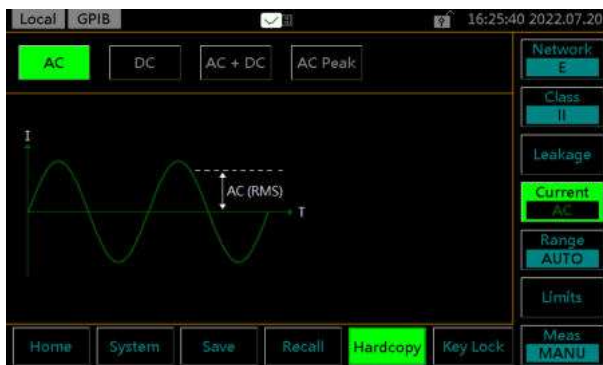 Local GPIB 16:25:40 2022.07.20
AC DC AC + DC AC Peak
I
AC (RMS)
T
Network
E
Class
II
Leakage
Current
AC
Range
AUTO
Limits
Meas
MANU
Home System Save Recall Hardcopy Key Lock